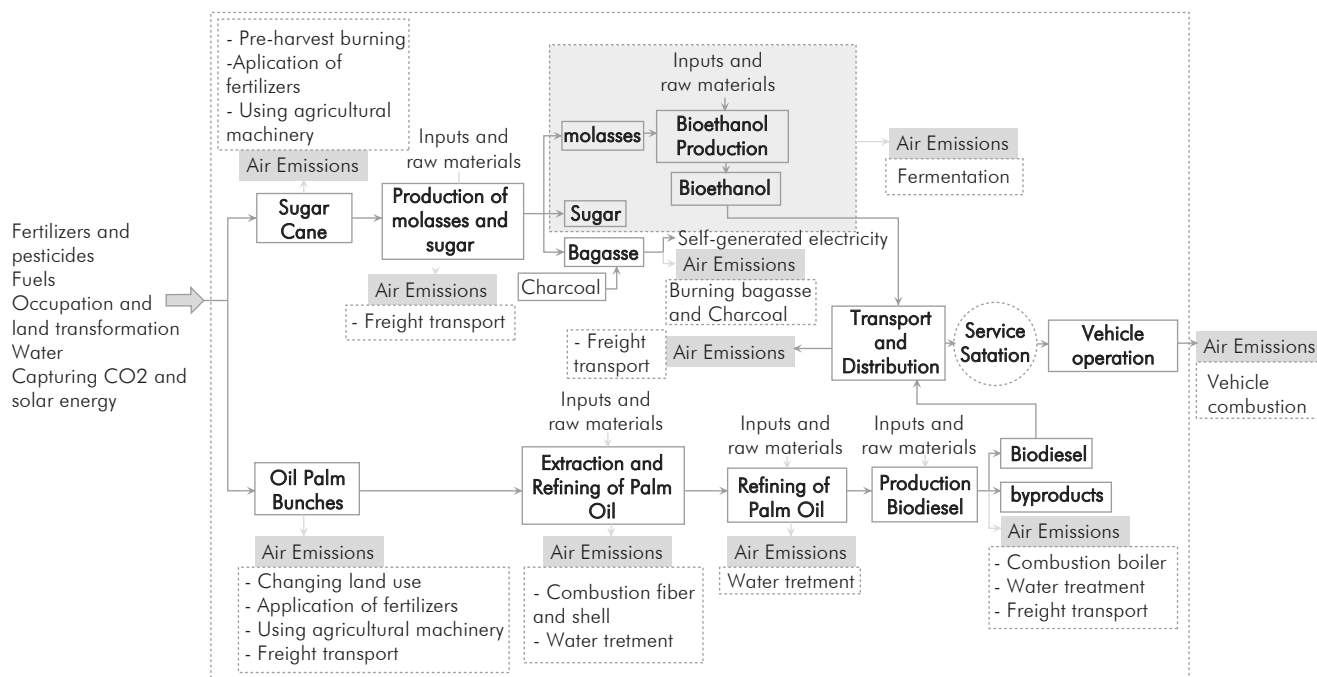 - Pre-harvest burning
-Aplication of
fertilizers
- Using agricultural
machinery
Air Emissions
Sugar
Cane
Inputs and
raw materials
Production of
molasses and
sugar
Air Emissions
- Freight transport
Inputs and
raw materials
molasses
Bioethanol
Production
Bioethanol
Sugar
Bagasse
Charcoal
Self-generated electricity
Air Emissions
Burning bagasse
and Charcoal
Air Emissions
Fermentation
Fertilizers and
pesticides
Fuels
Occupation and
land transformation
Water
Capturing CO2 and
solar energy
- Freight
transport
Air Emissions
Transport
and
Distribution
Service
Satation
Vehicle
operation
Air Emissions
Vehicle
combustion
Oil Palm
Bunches
Air Emissions
- Changing land use
- Application of fertilizers
- Using agricultural machinery
- Freight transport
Inputs and
raw materials
Extraction and
Refining of Palm
Oil
Air Emissions
- Combustion fiber
and shell
- Water tretment
Inputs and
raw materials
Refining of
Palm Oil
Air Emissions
Water tretment
Inputs and
raw materials
Production
Biodiesel
Biodiesel
byproducts
Air Emissions
- Combustion boiler
- Water treatment
- Freight transport